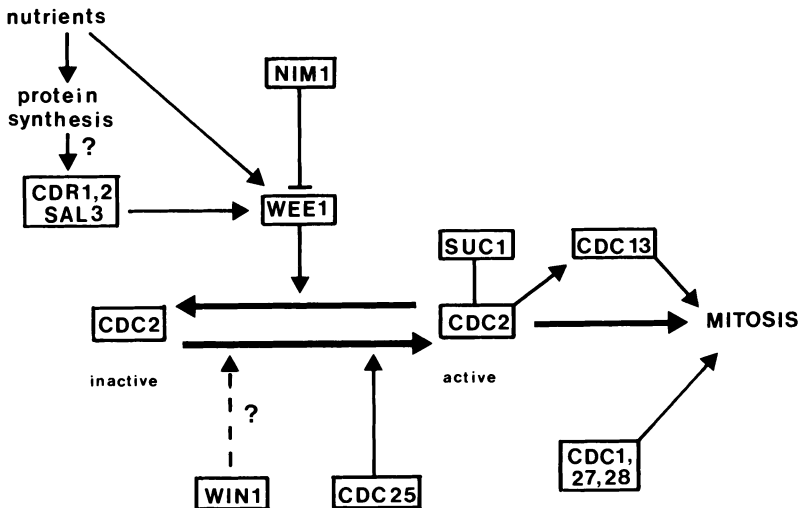 nutrients
protein
synthesis
?
CDR1,2
SAL3
NIM1
WEE1
SUC1
CDC13
CDC2
CDC2
MITOSIS
inactive
active
?
WIN1
CDC25
CDC1,
27,28